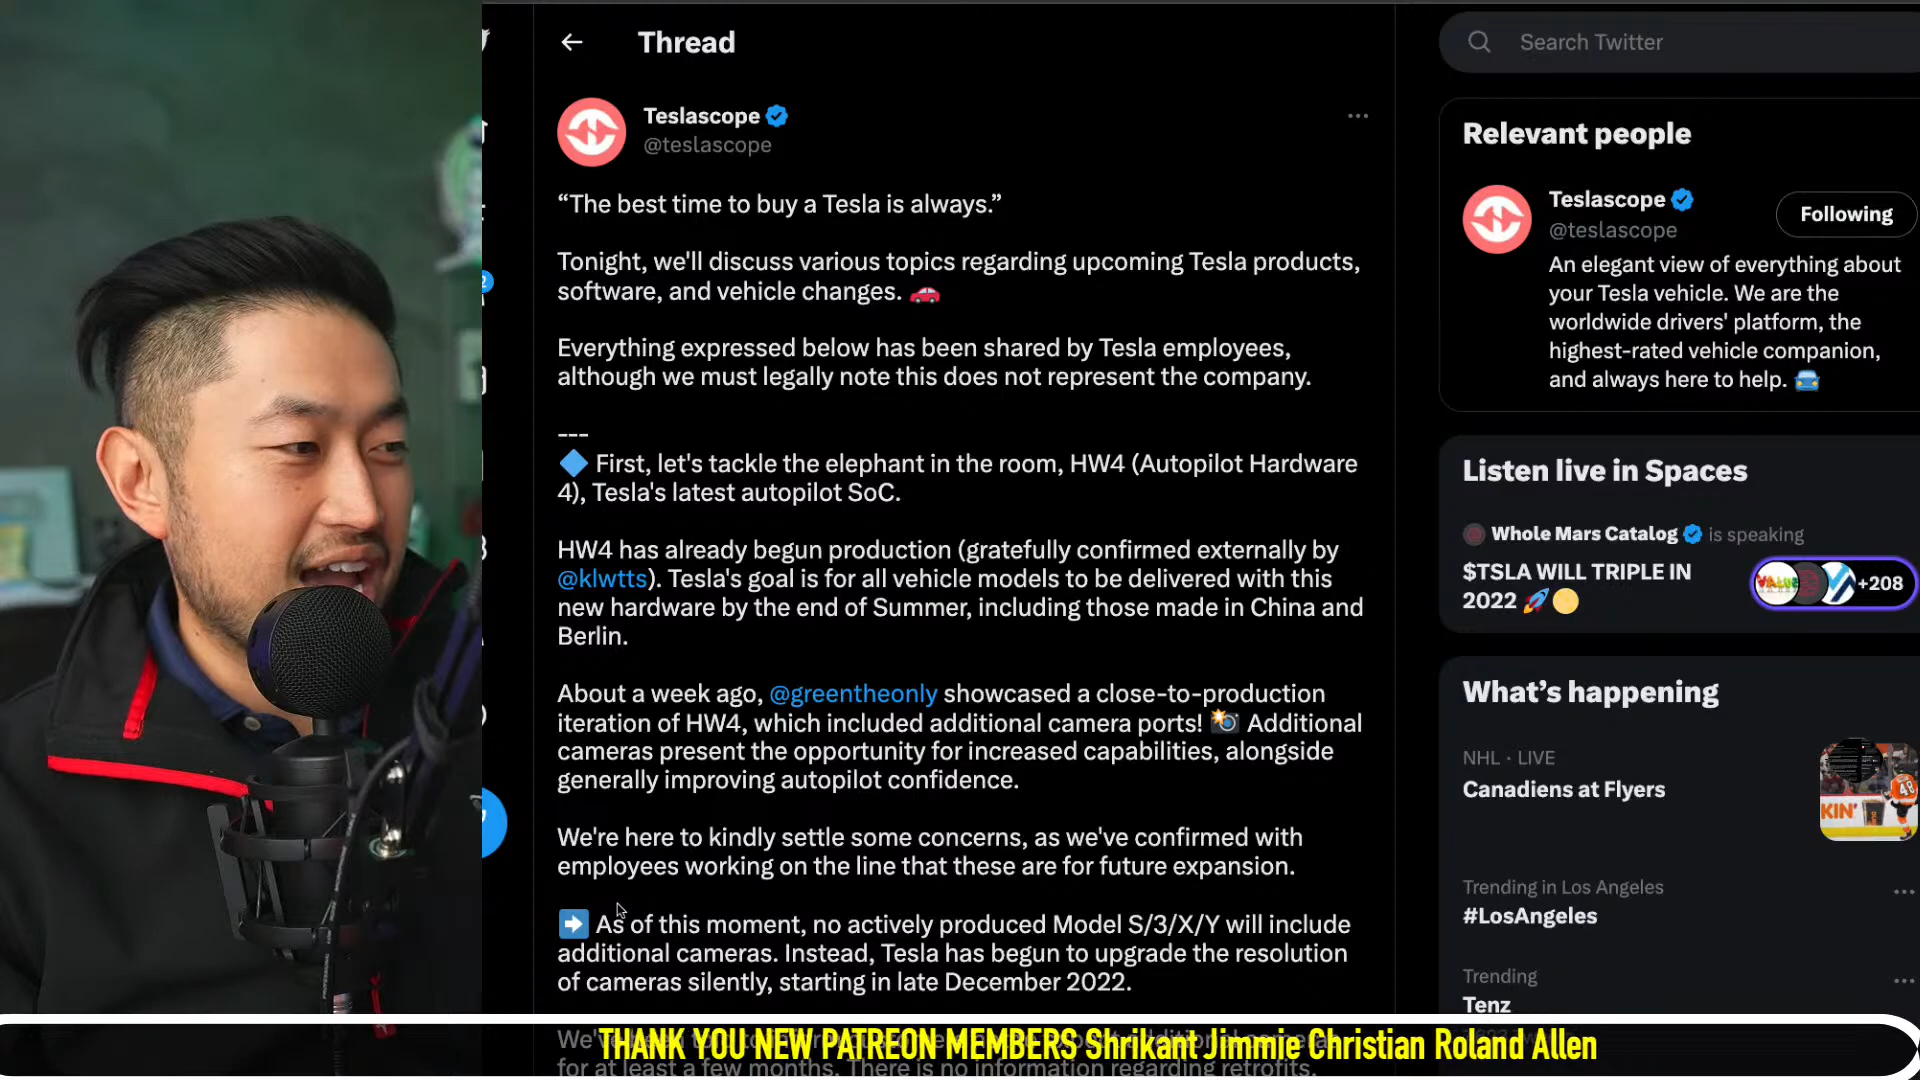 Thread
Search Twitter
Teslascope
@teslascope
“The best time to buy a Tesla is always.”
Tonight, we'll discuss various topics regarding upcoming Tesla products,
software, and vehicle changes.
Everything expressed below has been shared by Tesla employees,
although we must legally note this does not represent the company.
---
First, let's tackle the elephant in the room, HW4 (Autopilot Hardware
4), Tesla's latest autopilot SoC.
HW4 has already begun production (gratefully confirmed externally by
@klwtts). Tesla's goal is for all vehicle models to be delivered with this
new hardware by the end of Summer, including those made in China and
Berlin.
About a week ago, @greentheonly showcased a close-to-production
iteration of HW4, which included additional camera ports! Additional
cameras present the opportunity for increased capabilities, alongside
generally improving autopilot confidence.
We're here to kindly settle some concerns, as we've confirmed with
employees working on the line that these are for future expansion.
As of this moment, no actively produced Model S/3/X/Y will include
additional cameras. Instead, Tesla has begun to upgrade the resolution
of cameras silently, starting in late December 2022.
for at least a few months. There is no information regarding retrofits.
Relevant people
Teslascope
Following
@teslascope
An elegant view of everything about
your Tesla vehicle. We are the
worldwide drivers' platform, the
highest-rated vehicle companion,
and always here to help.
Listen live in Spaces
Whole Mars Catalog is speaking
$TSLA WILL TRIPLE IN
2022
+208
What's happening
NHL · LIVE
Canadiens at Flyers
KIN'
48
Trending in Los Angeles
#LosAngeles
Trending
Tenz
THANK YOU NEW PATREON MEMBERS Shrikant Jimmie Christian Roland Allen